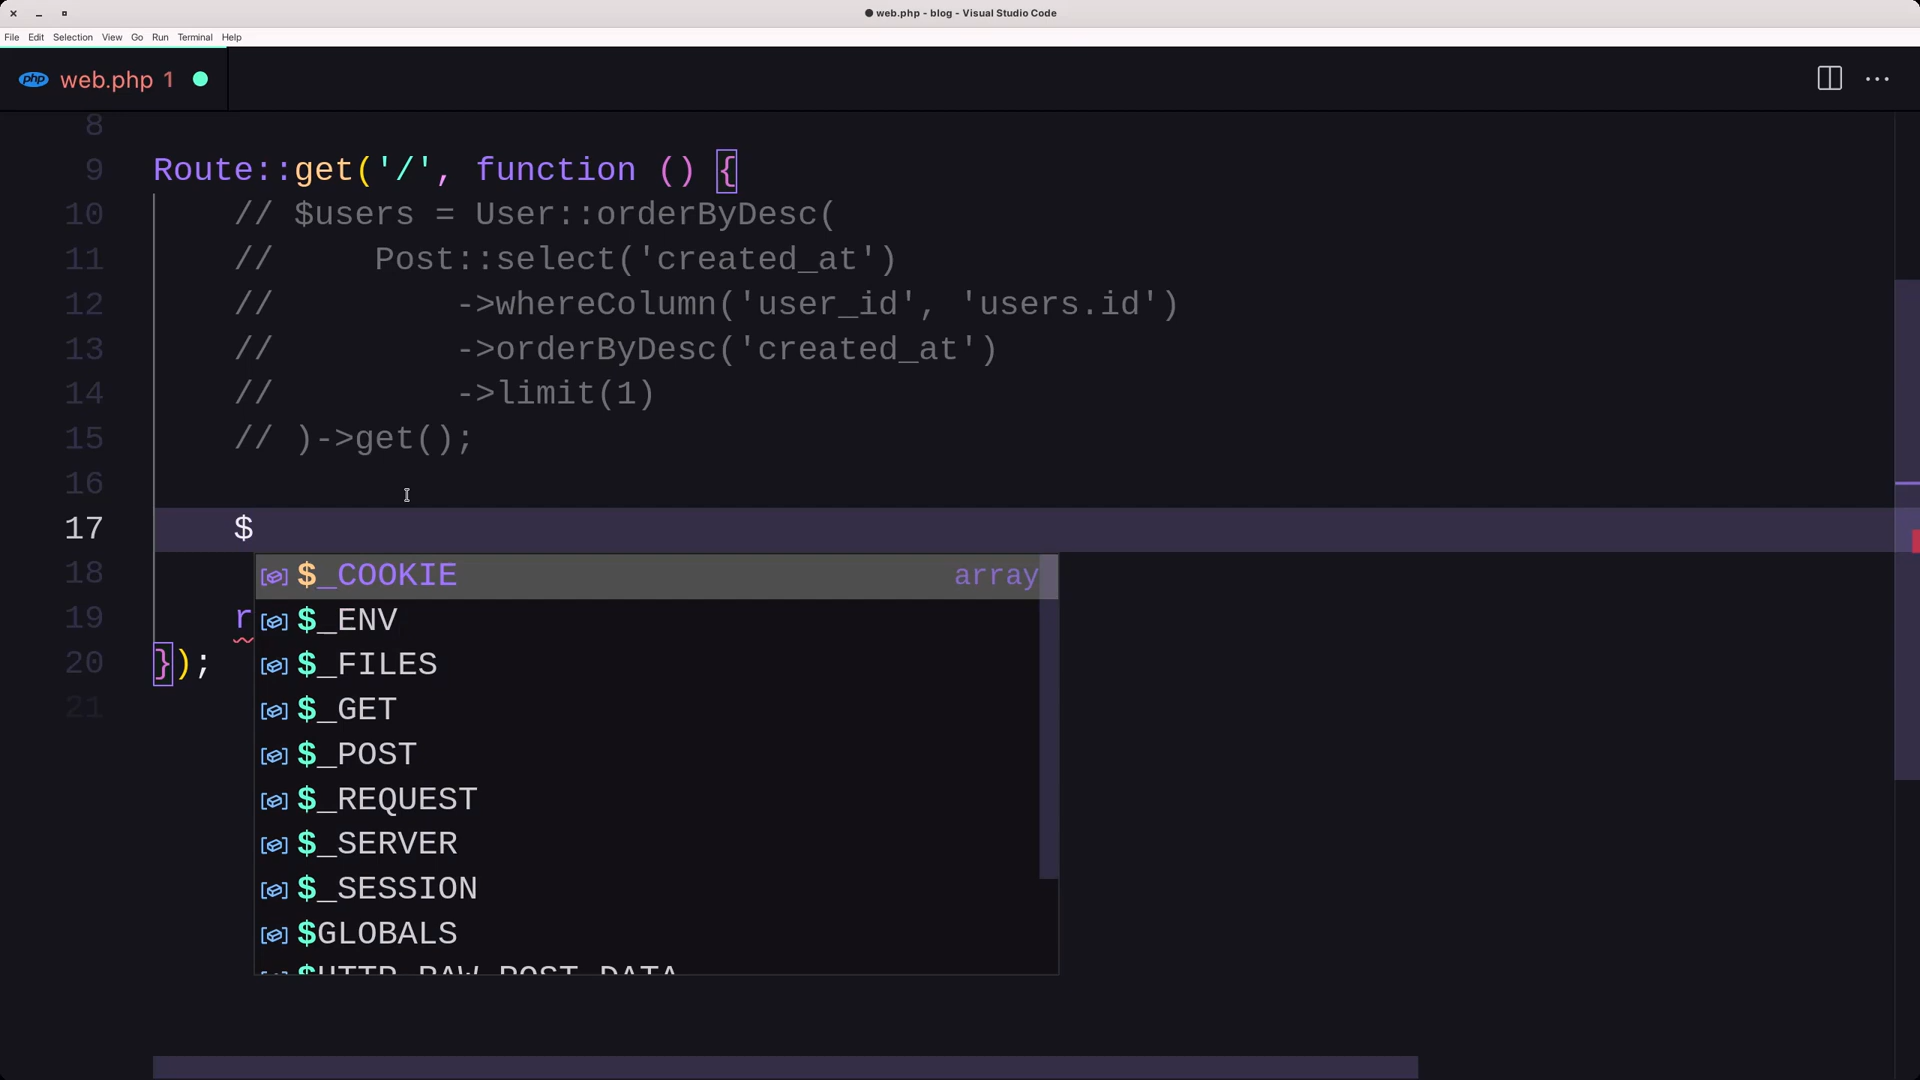 web.php - blog - Visual Studio Code
File Edit Selection View Go Run Terminal Help
php web.php 1
8
9 Route::get('/', function () {
10 // $users = User::orderByDesc(
11 // Post::select('created_at')
12 // ->whereColumn('user_id', 'users.id')
13 // ->orderByDesc('created_at')
14 // ->limit(1)
15 // )->get();
16
17 $
18 $_COOKIE array
19 r $_ENV
$_FILES
20 });
21 $_GET
$_POST
$_REQUEST
$_SERVER
$_SESSION
$GLOBALS
$HTTP_RAW_POST_DATA